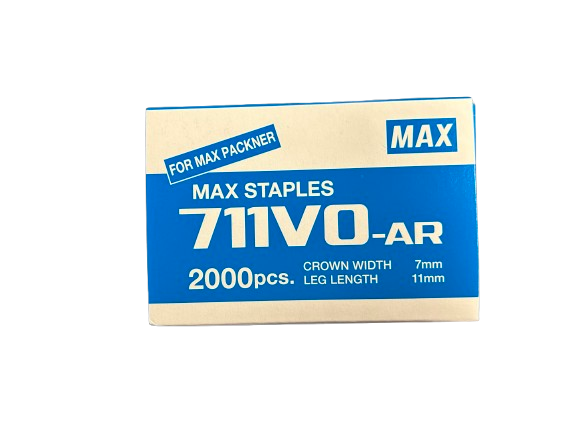 MAX
FOR MAX PACKNER
MAX STAPLES
711VO-AR
2000pcs.
CROWN WIDTH 7mm
LEG LENGTH 11mm